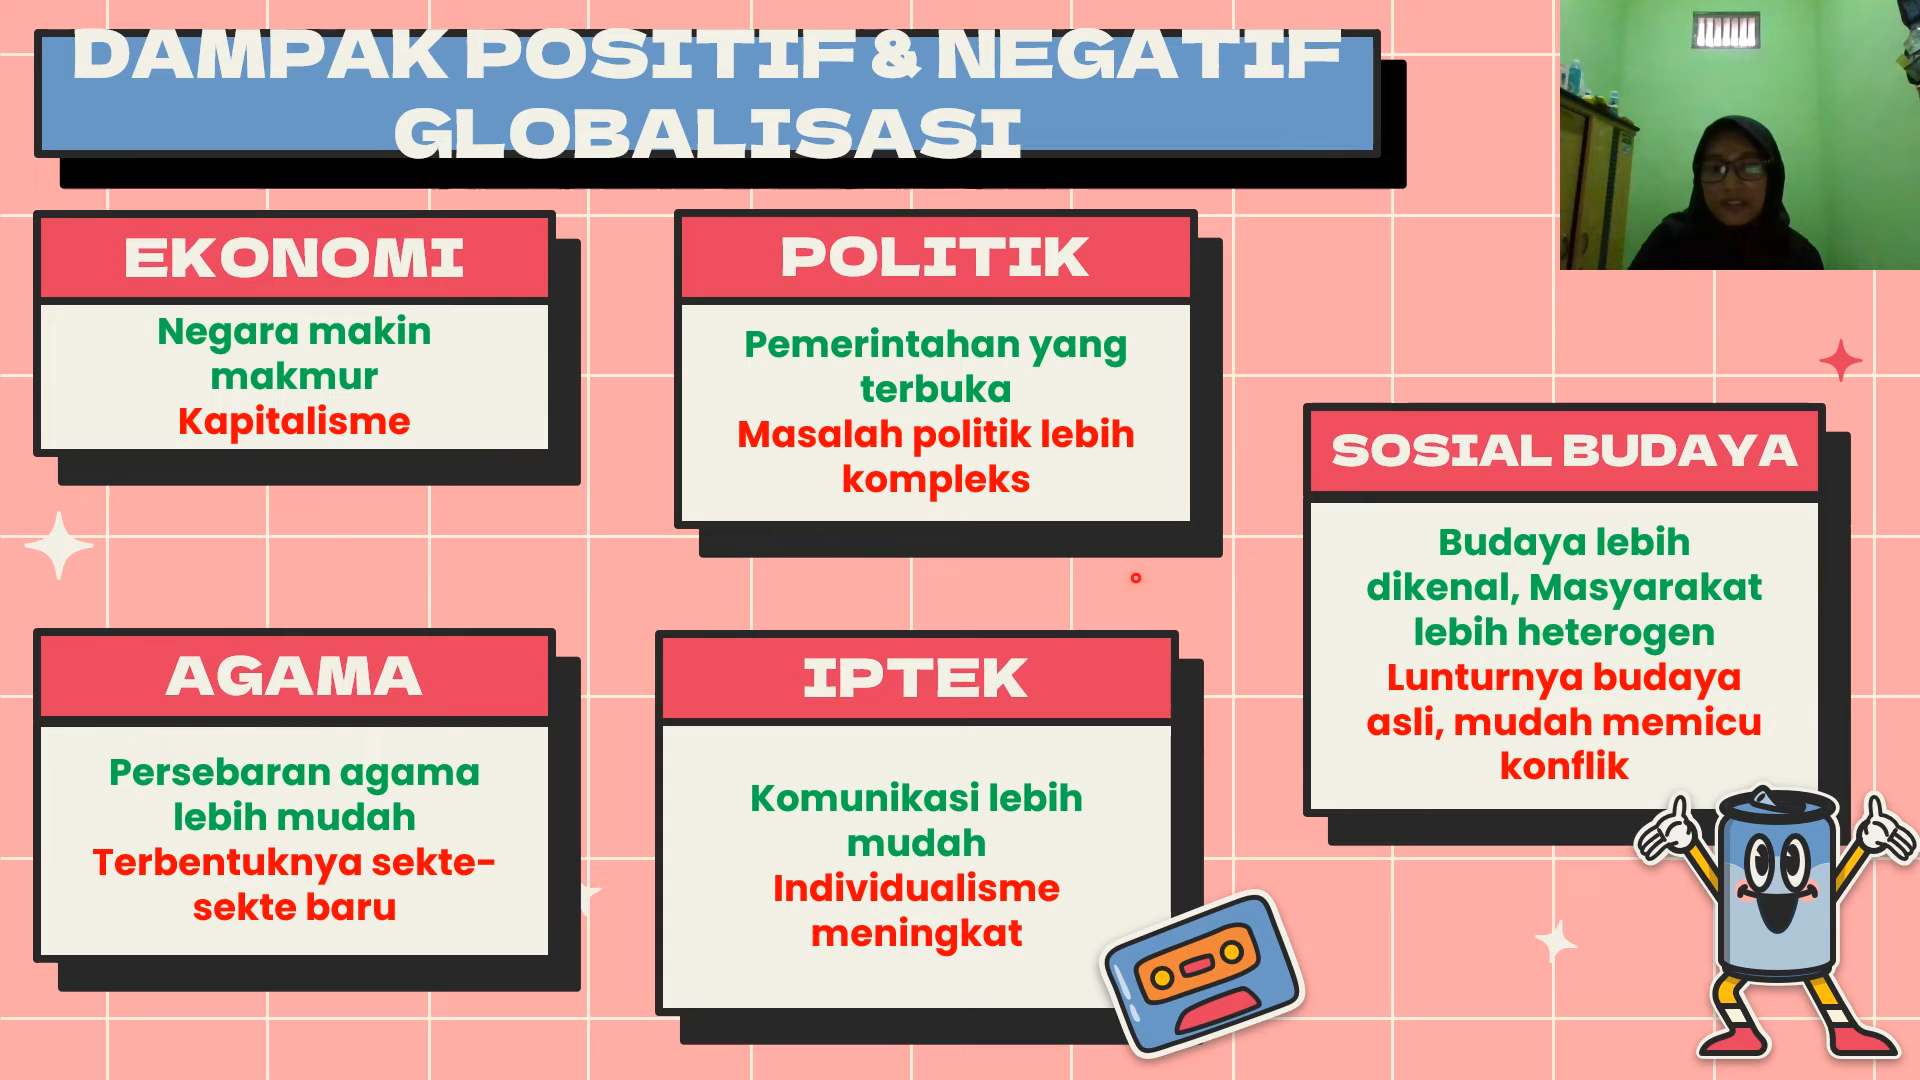 DAMPAK POSITIF & NEGATIF
GLOBALISASI
EKONOMI
Negara makin
makmur
Kapitalisme
POLITIK
Pemerintahan yang
terbuka
Masalah politik lebih
kompleks
SOSIAL BUDAYA
Budaya lebih
dikenal, Masyarakat
lebih heterogen
Lunturnya budaya
asli, mudah memicu
konflik
AGAMA
Persebaran agama
lebih mudah
Terbentuknya sekte-
sekte baru
IPTEK
Komunikasi lebih
mudah
Individualisme
meningkat